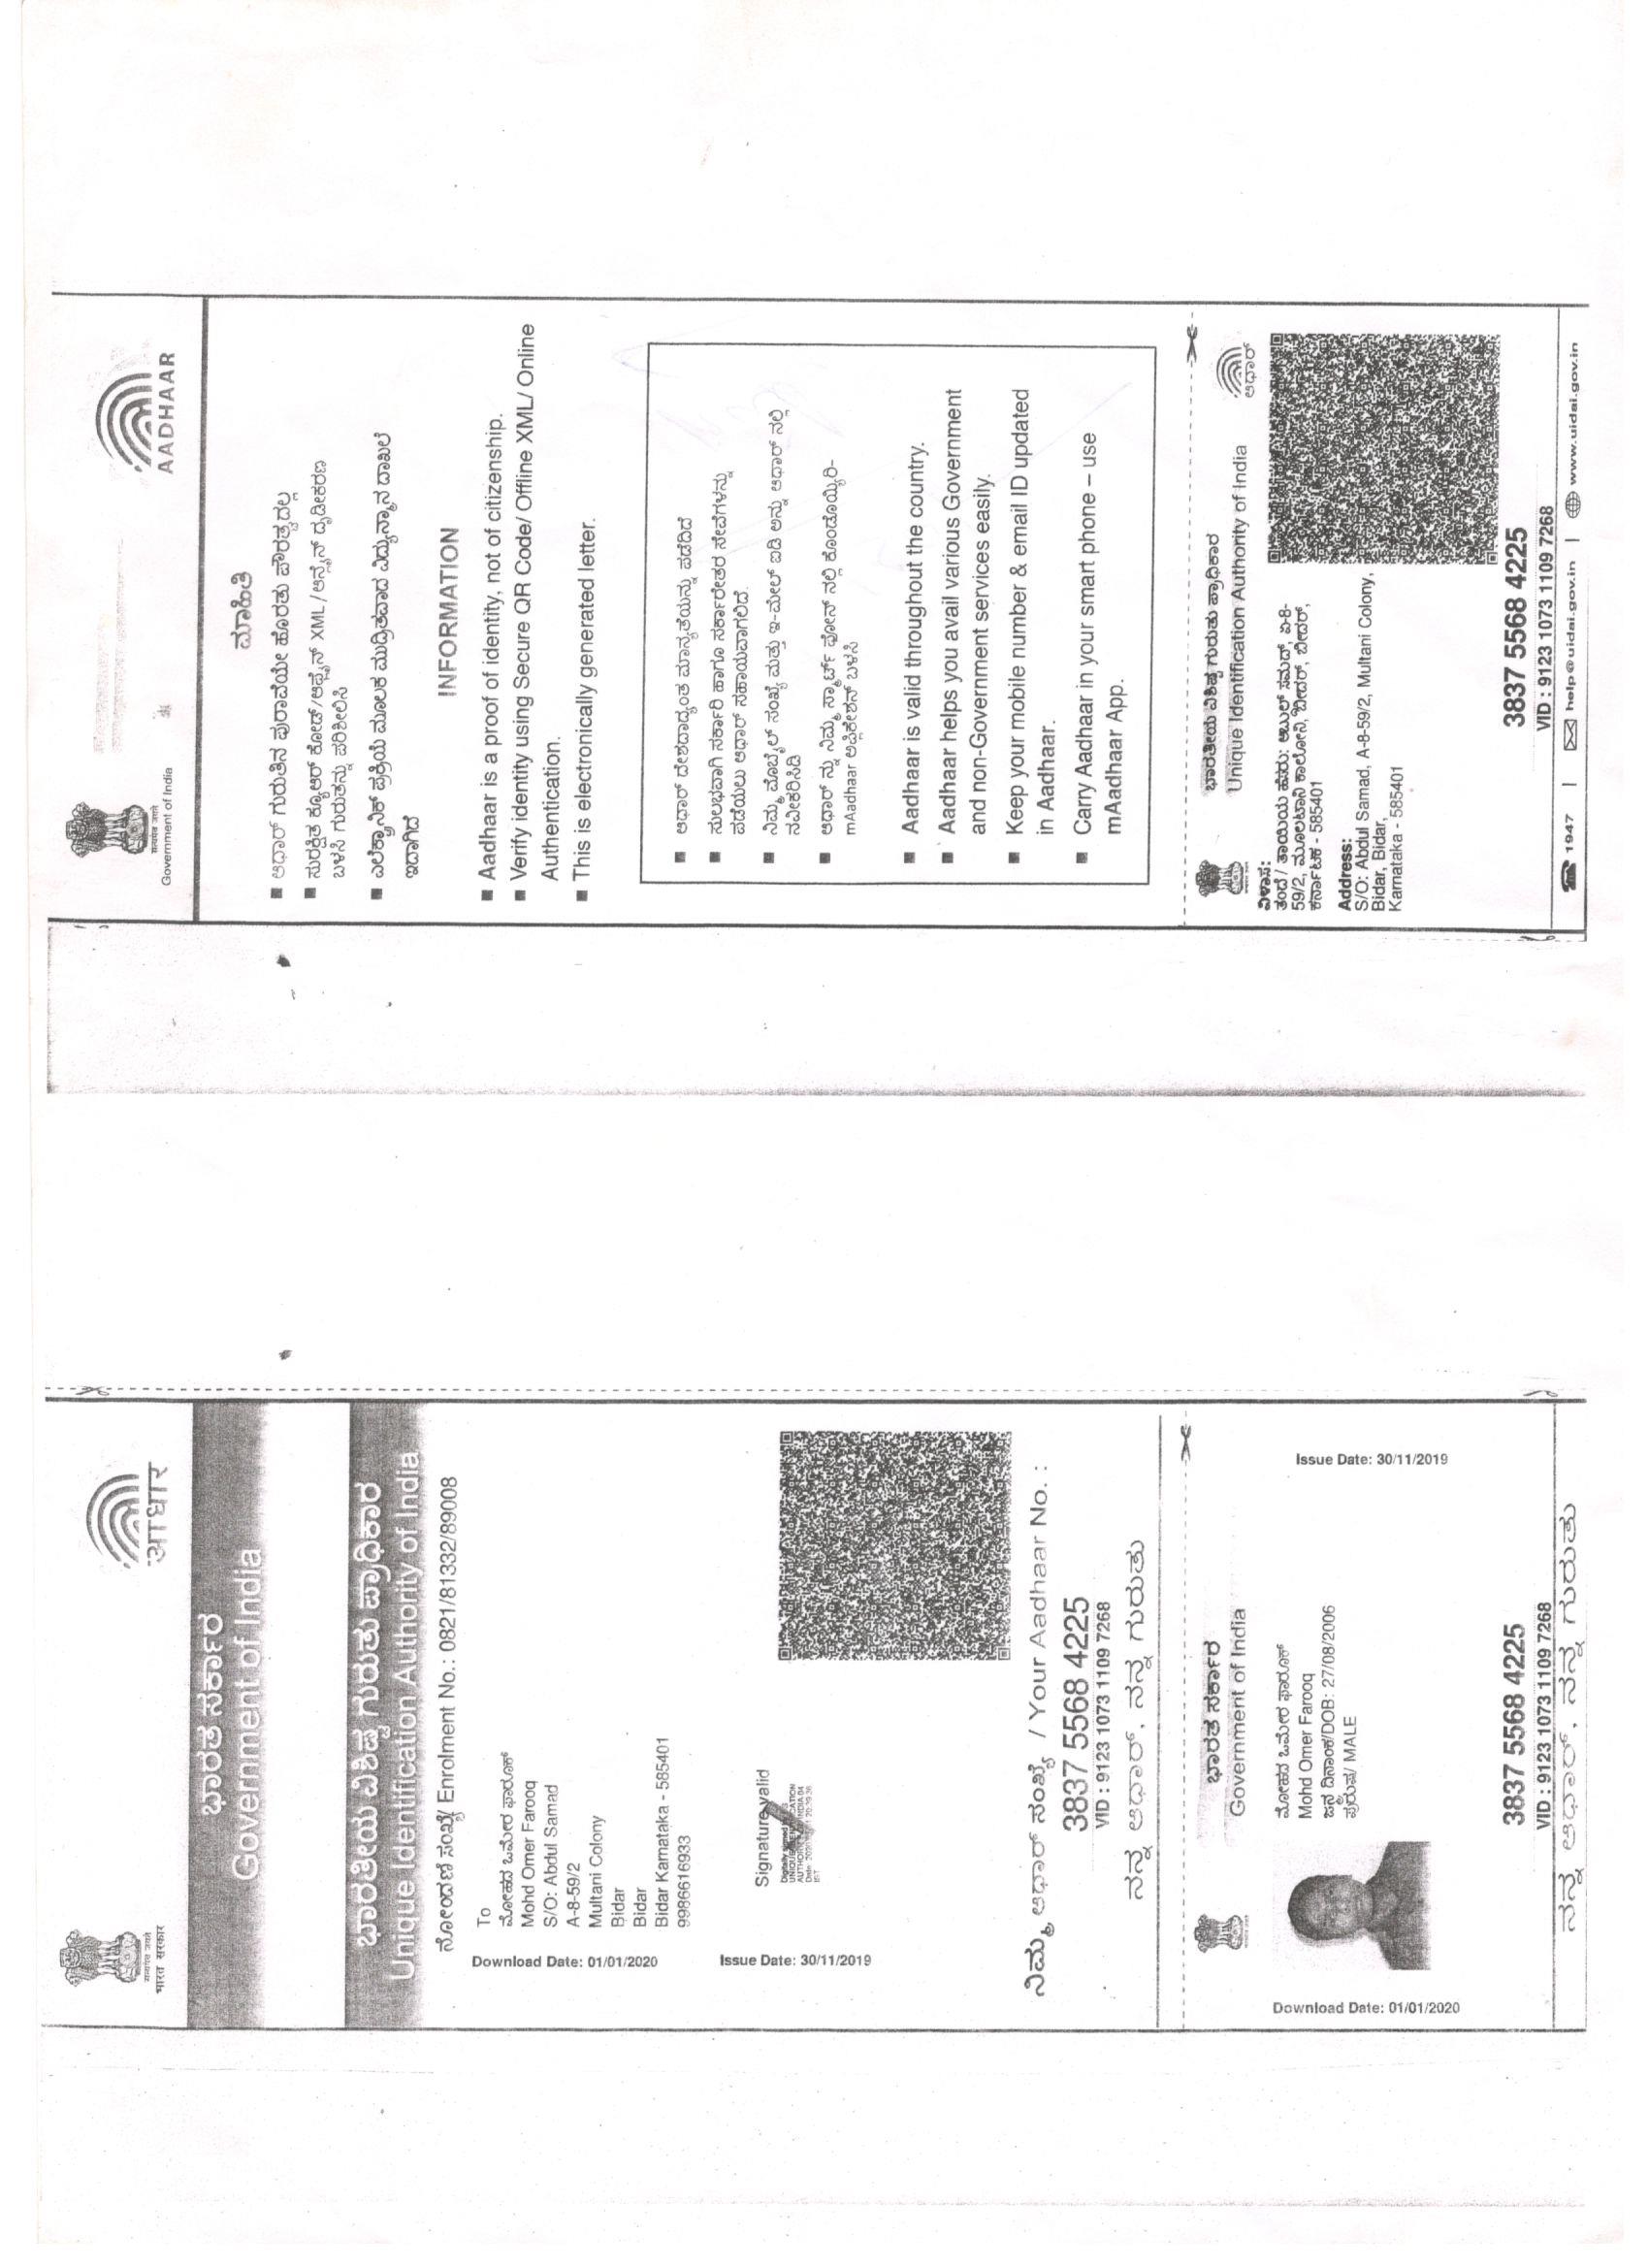 सत्यमेव जयते
भारत सरकार
आधार
ಭಾರತ ಸರ್ಕಾರ
Government of India
ಭಾರತೀಯ ವಿಶಿಷ್ಟ ಗುರುತು ಪ್ರಾಧಿಕಾರ
Unique Identification Authority of India
ನೋಂದಣಿ ಸಂಖ್ಯೆ/ Enrolment No.: 0821/81332/89008
Download Date: 01/01/2020
To
ಮೋಹದ ಒಮೇರ ಫಾರೂಕ್
Mohd Omer Farooq
S/O: Abdul Samad
A-8-59/2
Multani Colony
Bidar
Bidar
Bidar Karnataka - 585401
9986616933
Issue Date: 30/11/2019
Signature valid
ನಿಮ್ಮ ಆಧಾರ್ ಸಂಖ್ಯೆ / Your Aadhaar No. :
3837 5568 4225
VID : 9123 1073 1109 7268
ನನ್ನ ಆಧಾರ್, ನನ್ನ ಗುರುತು
ಭಾರತ ಸರ್ಕಾರ
Government of India
Download Date: 01/01/2020
ಮೋಹದ ಒಮೇರ ಫಾರೂಕ್
Mohd Omer Farooq
ಜನ್ಮ ದಿನಾಂಕ/DOB: 27/08/2006
ಪುರುಷ/ MALE
Issue Date: 30/11/2019
3837 5568 4225
VID : 9123 1073 1109 7268
ನನ್ನ ಆಧಾರ್, ನನ್ನ ಗುರುತು
सत्यमेव जयते
Government of India
AADHAAR
ಮಾಹಿತಿ
■ ಆಧಾರ್ ಗುರುತಿನ ಪುರಾವೆಯೇ ಹೊರತು ಪೌರತ್ವದಲ್ಲ
■ ಸುರಕ್ಷಿತ ಕ್ಯೂಆರ್ ಕೋಡ್/ಆಫ್ಲೈನ್ XML/ಆನ್ಲೈನ್ ದೃಢೀಕರಣ
ಬಳಸಿ ಗುರುತನ್ನು ಪರಿಶೀಲಿಸಿ
■ ಎಲೆಕ್ಟ್ರಾನಿಕ್ ಪ್ರಕ್ರಿಯೆ ಮೂಲಕ ಮುದ್ರಿತವಾದ ವಿದ್ಯುನ್ಮಾನ ದಾಖಲೆ
ಇದಾಗಿದೆ
INFORMATION
■ Aadhaar is a proof of identity, not of citizenship.
■ Verify identity using Secure QR Code/ Offline XML/ Online
Authentication.
■ This is electronically generated letter.
■ ಆಧಾರ್ ದೇಶದಾದ್ಯಂತ ಮಾನ್ಯತೆಯನ್ನು ಪಡೆದಿದೆ
■ ಸುಲಭವಾಗಿ ಸರ್ಕಾರಿ ಹಾಗೂ ಸರ್ಕಾರೇತರ ಸೇವೆಗಳನ್ನು
ಪಡೆಯಲು ಆಧಾರ್ ಸಹಾಯವಾಗಲಿದೆ.
■ ನಿಮ್ಮ ಮೊಬೈಲ್ ಸಂಖ್ಯೆ ಮತ್ತು ಇ-ಮೇಲ್ ಐಡಿ ಅನ್ನು ಆಧಾರ್ ನಲ್ಲಿ
ನವೀಕರಿಸಿದಿ
■ ಆಧಾರ್ ನ್ನು ನಿಮ್ಮ ಸ್ಮಾರ್ಟ್ ಫೋನ್ ನಲ್ಲಿ ಕೊಂಡೊಯ್ಯಿರಿ-
mAadhaar ಅಪ್ಲಿಕೇಶನ್ ಬಳಸಿ
■ Aadhaar is valid throughout the country.
■ Aadhaar helps you avail various Government
and non-Government services easily.
■ Keep your mobile number & email ID updated
in Aadhaar.
■ Carry Aadhaar in your smart phone – use
mAadhaar App.
ಭಾರತೀಯ ವಿಶಿಷ್ಟ ಗುರುತು ಪ್ರಾಧಿಕಾರ
Unique Identification Authority of India
ಆಧಾರ್
ವಿಳಾಸ:
ತಂದೆ / ತಾಯಿಯ ಹೆಸರು: ಅಬ್ದುಲ್ ಸಮದ್, ಏ-8-
59/2, ಮೂಲಟಾನಿ ಕಾಲೋನಿ, ಬೀದರ್, ಬೀದರ್,
ಕರ್ನಾಟಕ - 585401
Address:
S/O: Abdul Samad, A-8-59/2, Multani Colony,
Bidar, Bidar,
Karnataka - 585401
3837 5568 4225
VID : 9123 1073 1109 7268
1947 | help@uidai.gov.in | www.uidai.gov.in